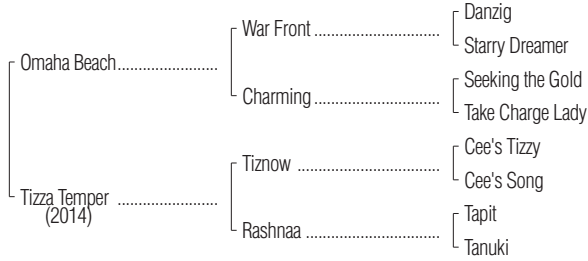 Danzig
War Front
Starry Dreamer
Omaha Beach
Seeking the Gold
Charming
Take Charge Lady
Cee's Tizzy
Tiznow
Cee's Song
Tizza Temper
(2014)
Tapit
Rashnaa
Tanuki